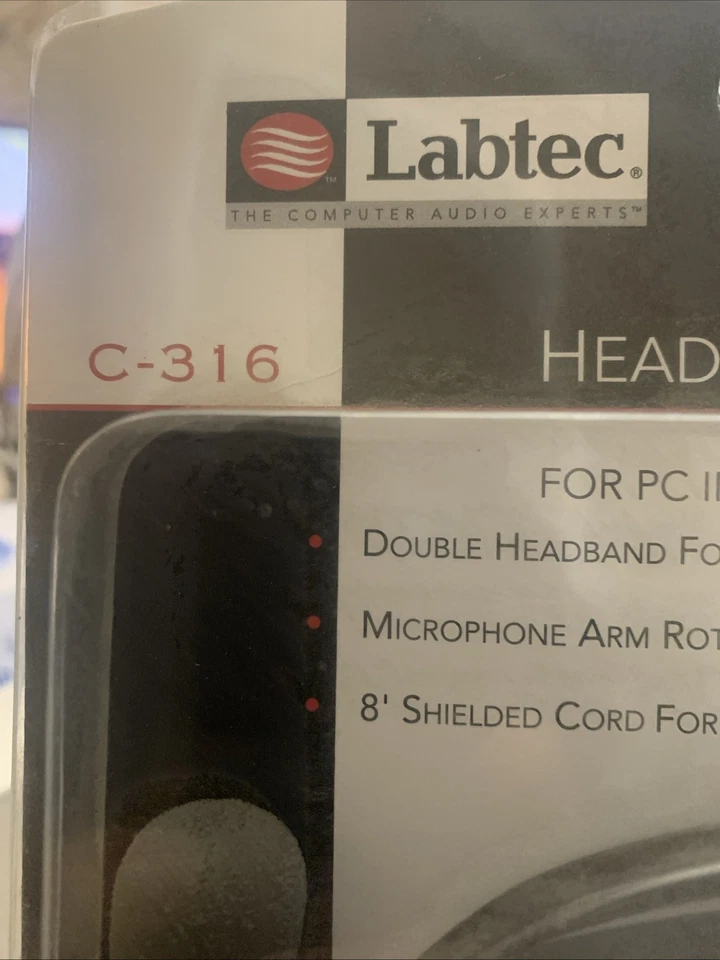 Labtec®
THE COMPUTER AUDIO EXPERTS™
C-316
HEAD
FOR PC I
DOUBLE HEADBAND FO
MICROPHONE ARM ROT
8' SHIELDED CORD FOR